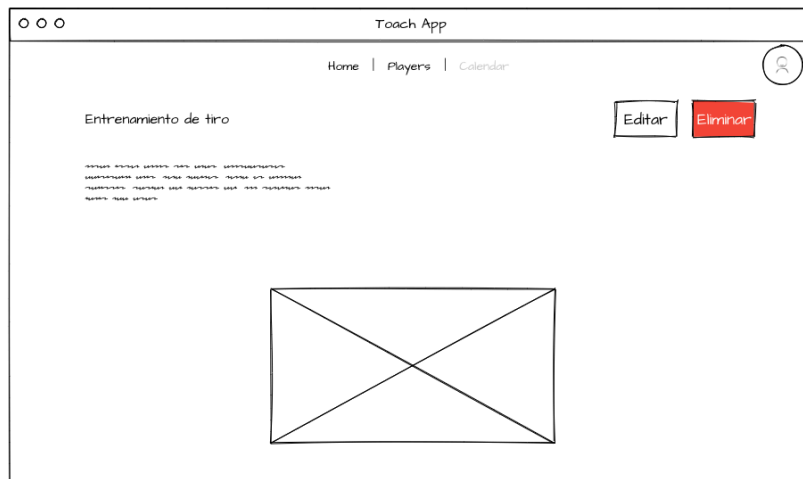 Toach App
Home | Players | Calendar
Entrenamiento de tiro
Editar
Eliminar